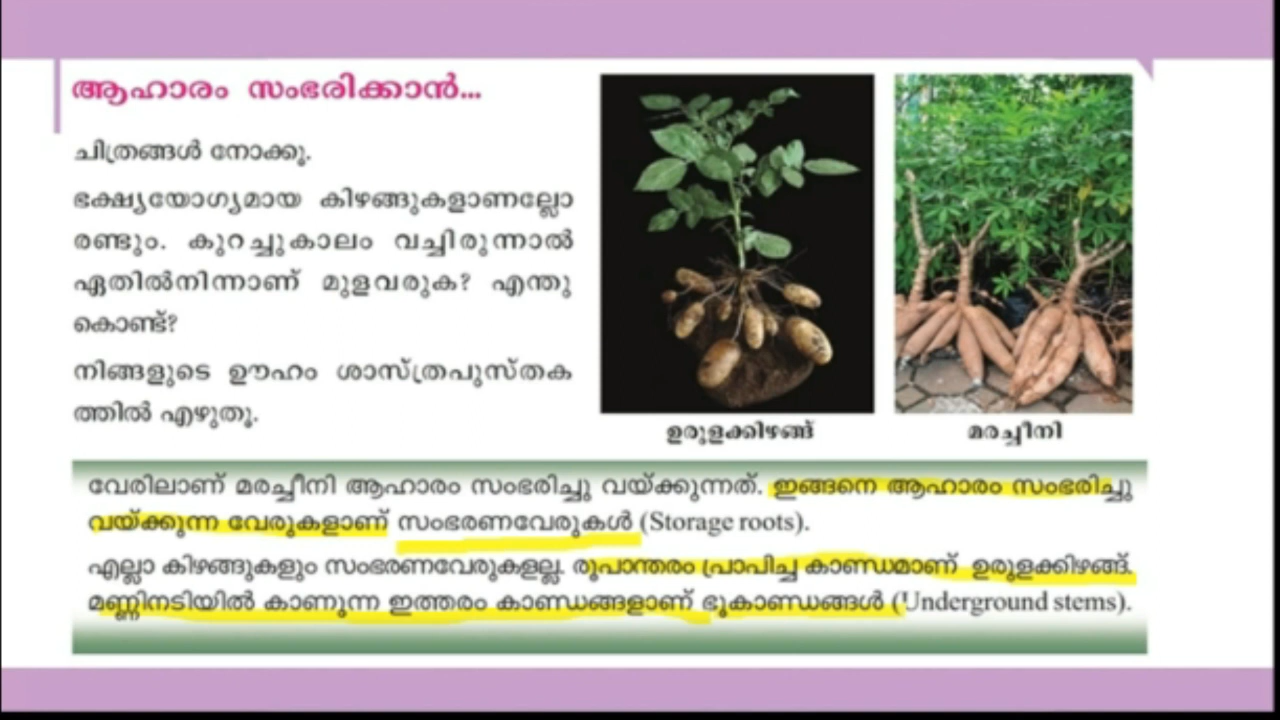 ആഹാരം സംഭരിക്കാൻ...
ചിത്രങ്ങൾ നോക്കൂ.
ഭക്ഷ്യയോഗ്യമായ കിഴങ്ങുകളാണല്ലോ
രണ്ടും. കുറച്ചുകാലം വച്ചിരുന്നാൽ
ഏതിൽനിന്നാണ് മുളവരുക? എന്തു
കൊണ്ട്?
നിങ്ങളുടെ ഊഹം ശാസ്ത്രപുസ്തക
ത്തിൽ എഴുതൂ.
ഉരുളക്കിഴങ്ങ്
മരച്ചീനി
വേരിലാണ് മരച്ചീനി ആഹാരം സംഭരിച്ചു വയ്ക്കുന്നത്. ഇങ്ങനെ ആഹാരം സംഭരിച്ചു
വയ്ക്കുന്ന വേരുകളാണ് സംഭരണവേരുകൾ (Storage roots).
എല്ലാ കിഴങ്ങുകളും സംഭരണവേരുകളല്ല. രൂപാന്തരം പ്രാപിച്ച കാണ്ഡമാണ് ഉരുളക്കിഴങ്ങ്.
മണ്ണിനടിയിൽ കാണുന്ന ഇത്തരം കാണ്ഡങ്ങളാണ് ഭൂകാണ്ഡങ്ങൾ (Underground stems).